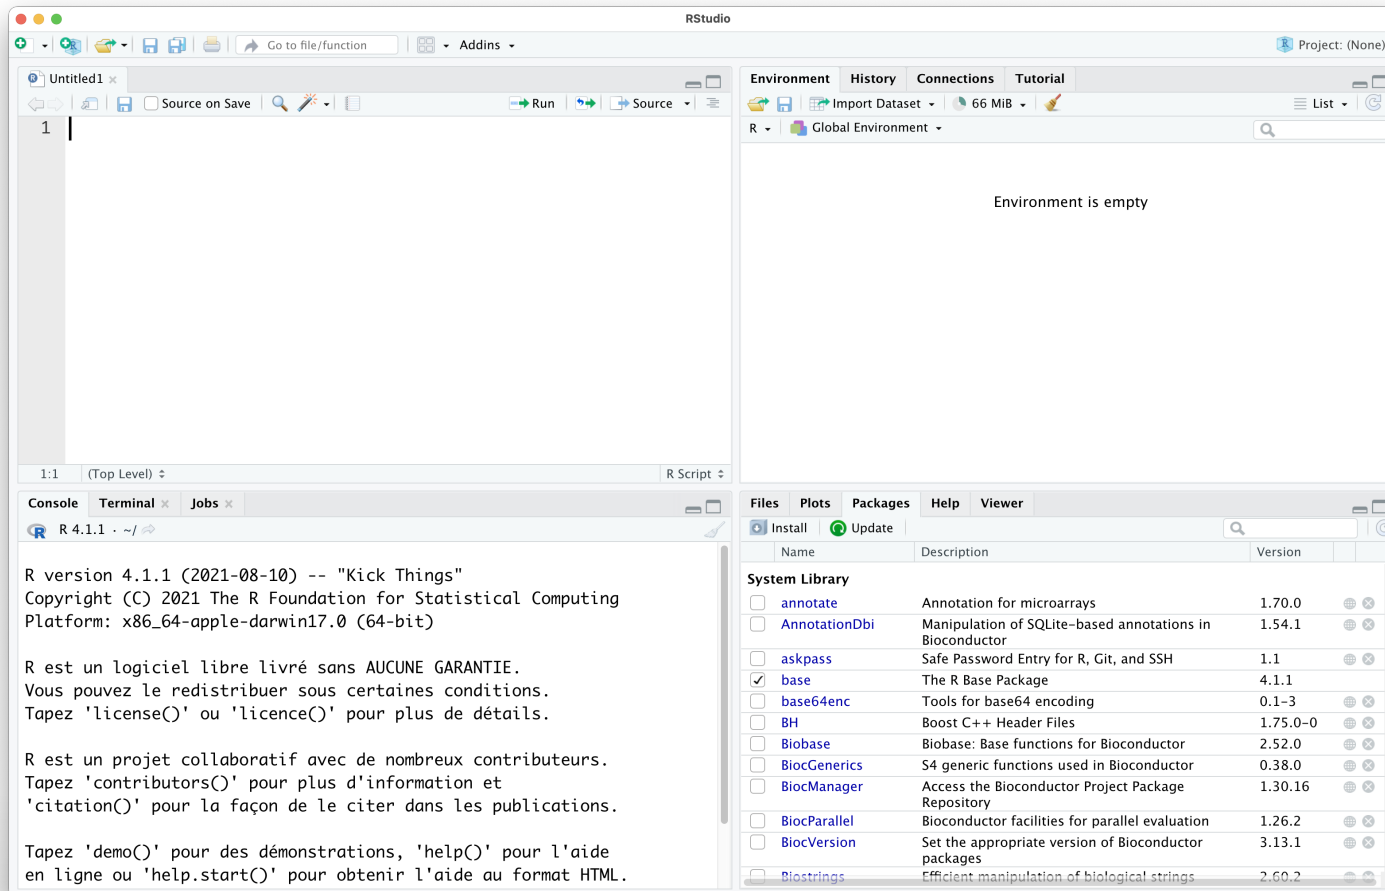 RStudio
Go to file/function
Addins
Project: (None)
Untitled1
Source on Save
Run
Source
1
1:1
(Top Level)
R Script
Environment History Connections Tutorial
Import Dataset
66 MiB
List
R
Global Environment
Environment is empty
Console Terminal Jobs
R 4.1.1 · ~/
R version 4.1.1 (2021-08-10) -- "Kick Things"
Copyright (C) 2021 The R Foundation for Statistical Computing
Platform: x86_64-apple-darwin17.0 (64-bit)
R est un logiciel libre livré sans AUCUNE GARANTIE.
Vous pouvez le redistribuer sous certaines conditions.
Tapez 'license()' ou 'licence()' pour plus de détails.
R est un projet collaboratif avec de nombreux contributeurs.
Tapez 'contributors()' pour plus d'information et
'citation()' pour la façon de le citer dans les publications.
Tapez 'demo()' pour des démonstrations, 'help()' pour l'aide
en ligne ou 'help.start()' pour obtenir l'aide au format HTML.
Files Plots Packages Help Viewer
Install Update
Name Description Version
System Library
annotate Annotation for microarrays 1.70.0
AnnotationDbi Manipulation of SQLite-based annotations in 1.54.1
Bioconductor
askpass Safe Password Entry for R, Git, and SSH 1.1
base The R Base Package 4.1.1
base64enc Tools for base64 encoding 0.1-3
BH Boost C++ Header Files 1.75.0-0
Biobase Biobase: Base functions for Bioconductor 2.52.0
BiocGenerics S4 generic functions used in Bioconductor 0.38.0
BiocManager Access the Bioconductor Project Package 1.30.16
Repository
BiocParallel Bioconductor facilities for parallel evaluation 1.26.2
BiocVersion Set the appropriate version of Bioconductor 3.13.1
packages
Biostrings Efficient manipulation of biological strings 2.60.2